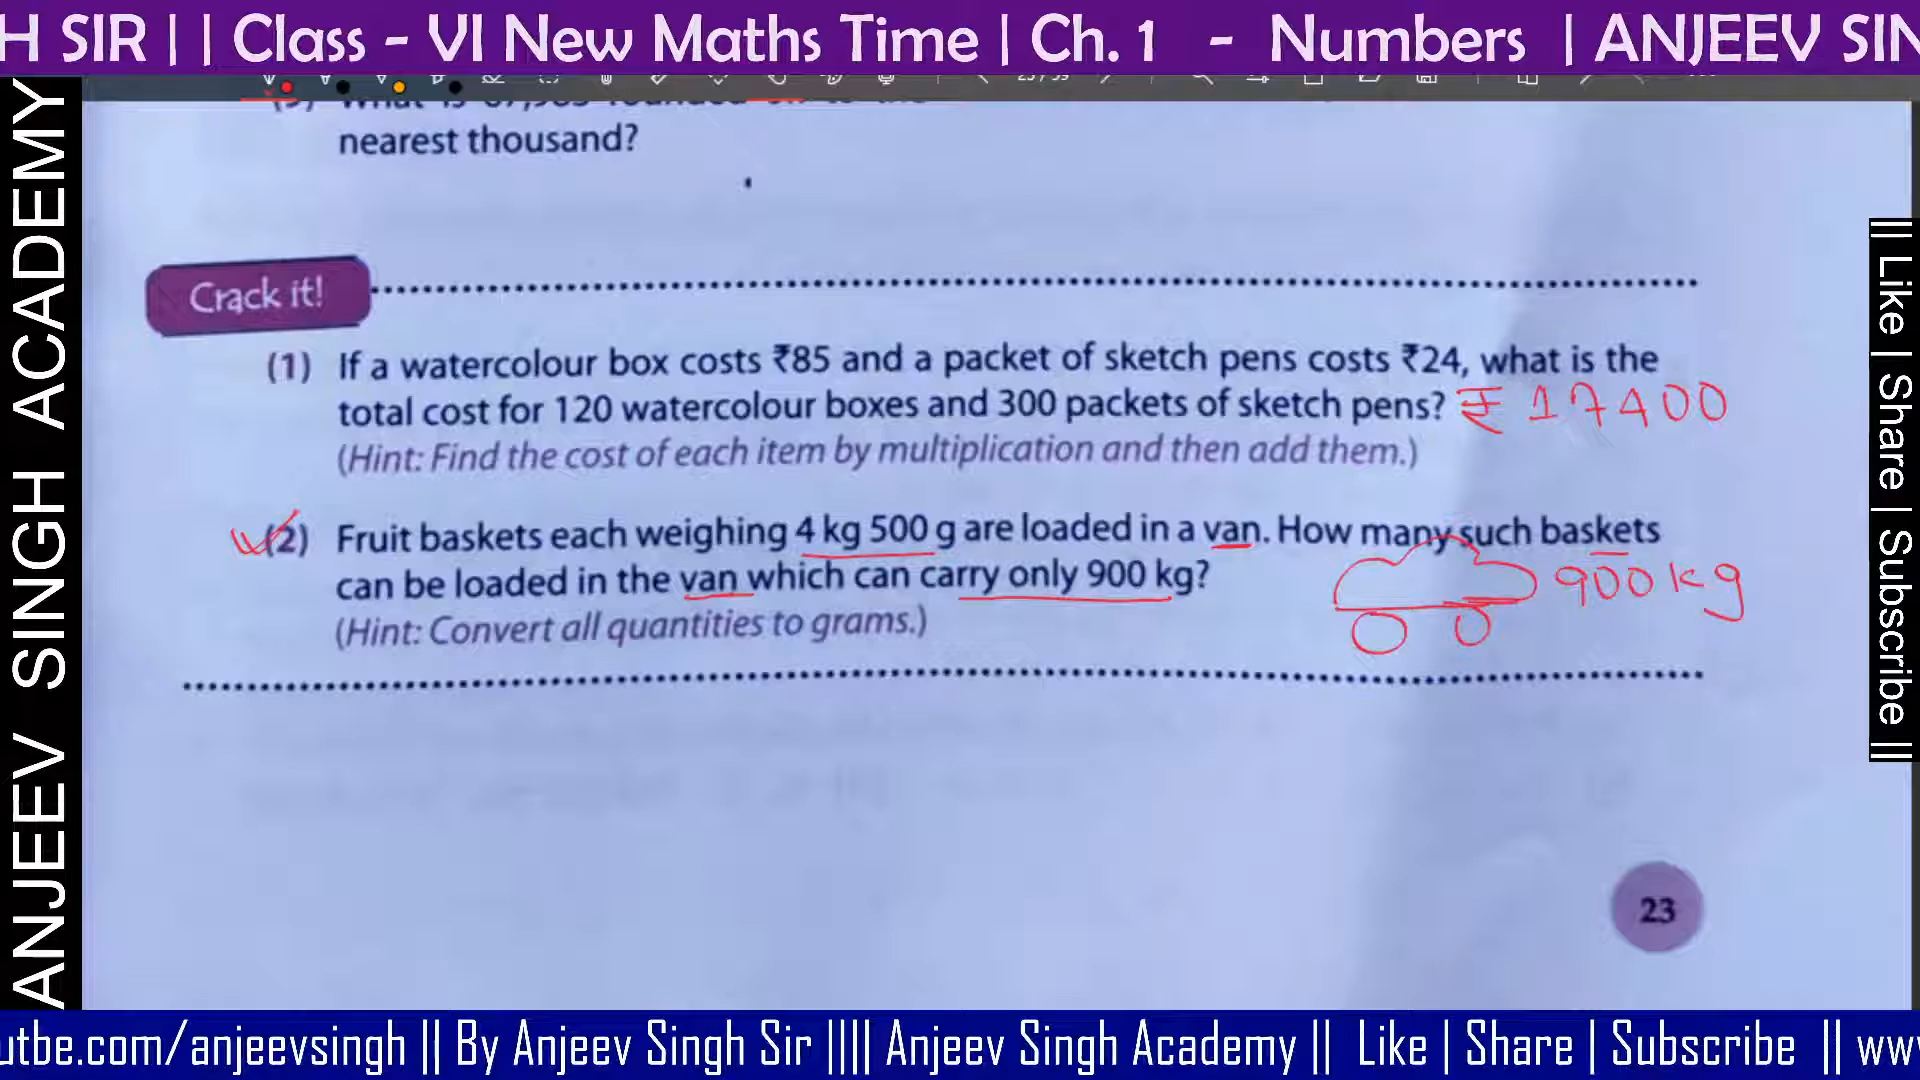 H SIR | | Class - VI New Maths Time | Ch. 1 - Numbers | ANJEEV SIN
ANJEEV SINGH ACADEMY
nearest thousand?
Crack it!
(1) If a watercolour box costs ₹85 and a packet of sketch pens costs ₹24, what is the
total cost for 120 watercolour boxes and 300 packets of sketch pens? ₹ 17400
(Hint: Find the cost of each item by multiplication and then add them.)
(2) Fruit baskets each weighing 4 kg 500 g are loaded in a van. How many such baskets
can be loaded in the van which can carry only 900 kg? 900 kg
(Hint: Convert all quantities to grams.)
23
||| Like | Share | Subscribe |||
utbe.com/anjeevsingh || By Anjeev Singh Sir |||| Anjeev Singh Academy || Like | Share | Subscribe || ww